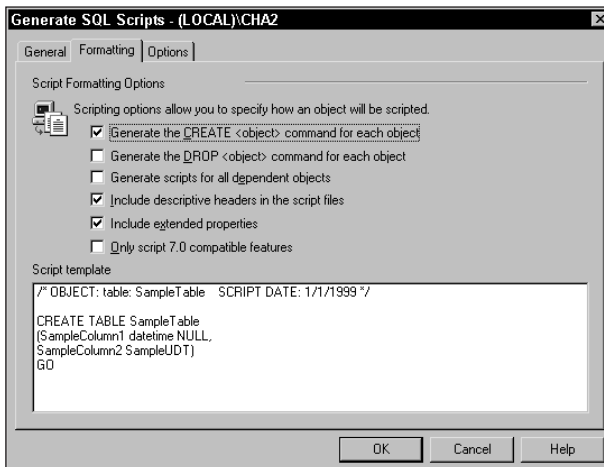 Generate SQL Scripts - (LOCAL)\CHA2
General Formatting Options
Script Formatting Options
Scripting options allow you to specify how an object will be scripted.
Generate the CREATE <object> command for each object
Generate the DROP <object> command for each object
Generate scripts for all dependent objects
Include descriptive headers in the script files
Include extended properties
Only script 7.0 compatible features
Script template
/* OBJECT: table: SampleTable SCRIPT DATE: 1/1/1999 */
CREATE TABLE SampleTable
(SampleColumn1 datetime NULL,
SampleColumn2 SampleUDT)
GO
OK Cancel Help